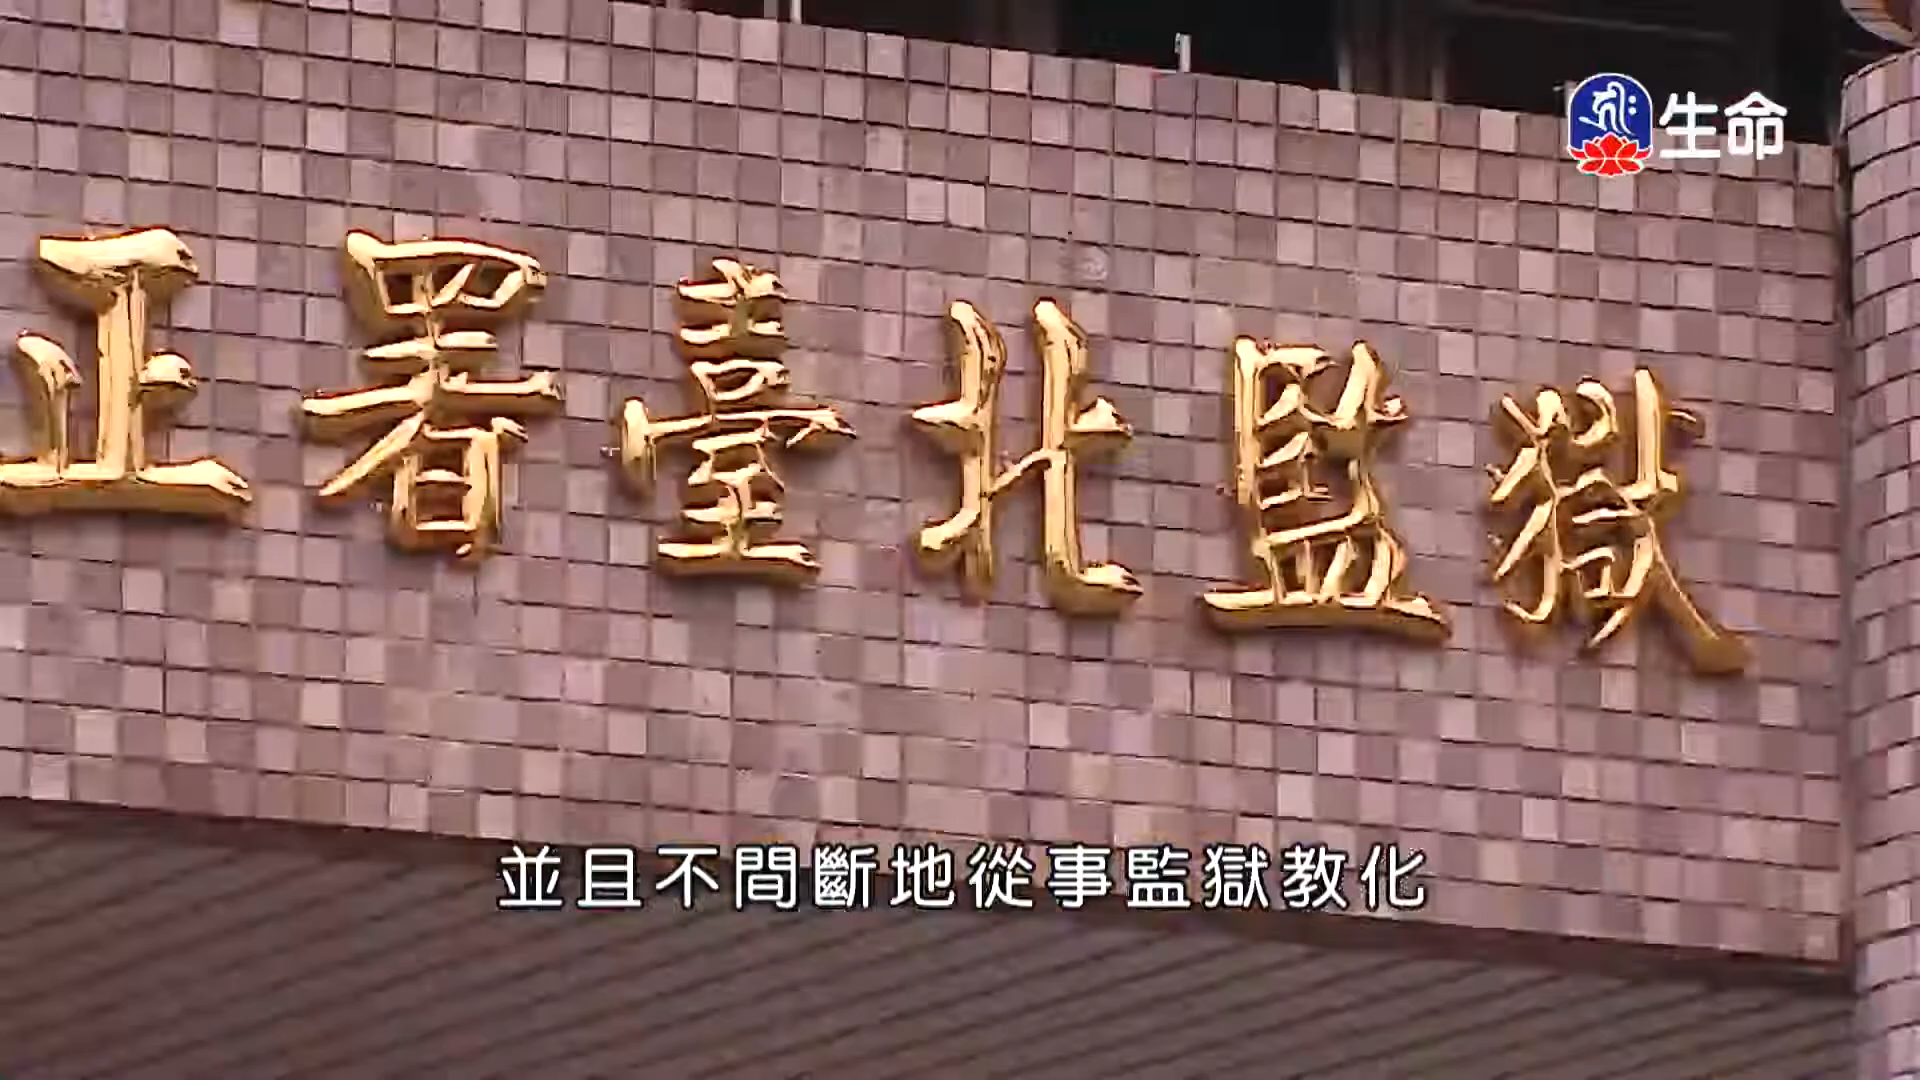 生命
正署臺北監獄
並且不間斷地從事監獄教化